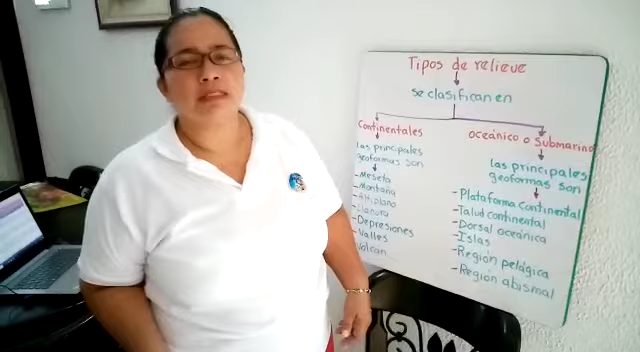 Tipos de relieve
se clasifican en
Continentales
las principales
geoformas son
- Meseta
- Montaña
- Altiplano
- Llanura
- Depresiones
- Valles
Volcan
oceánico o Submarino
las principales
geoformas son
- Plataforma Continental
- Talud continental
- Dorsal oceánica
- Islas
- Región pelágica
- Región abismal